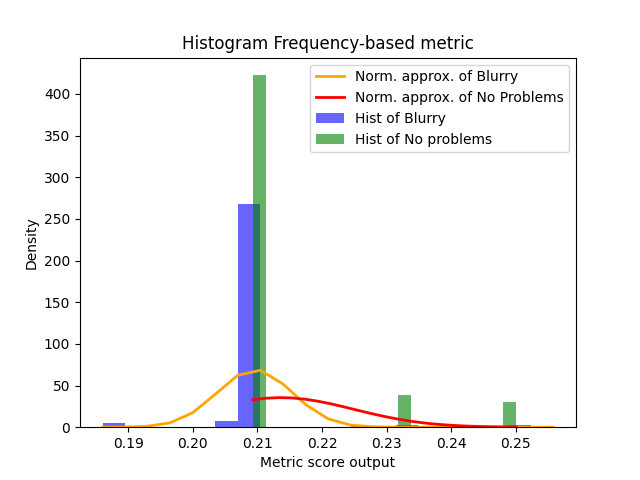 Histogram Frequency-based metric
Norm. approx. of Blurry
Norm. approx. of No Problems
Hist of Blurry
Hist of No problems
Density
400
350
300
250
200
150
100
50
0
0.19 0.20 0.21 0.22 0.23 0.24 0.25
Metric score output